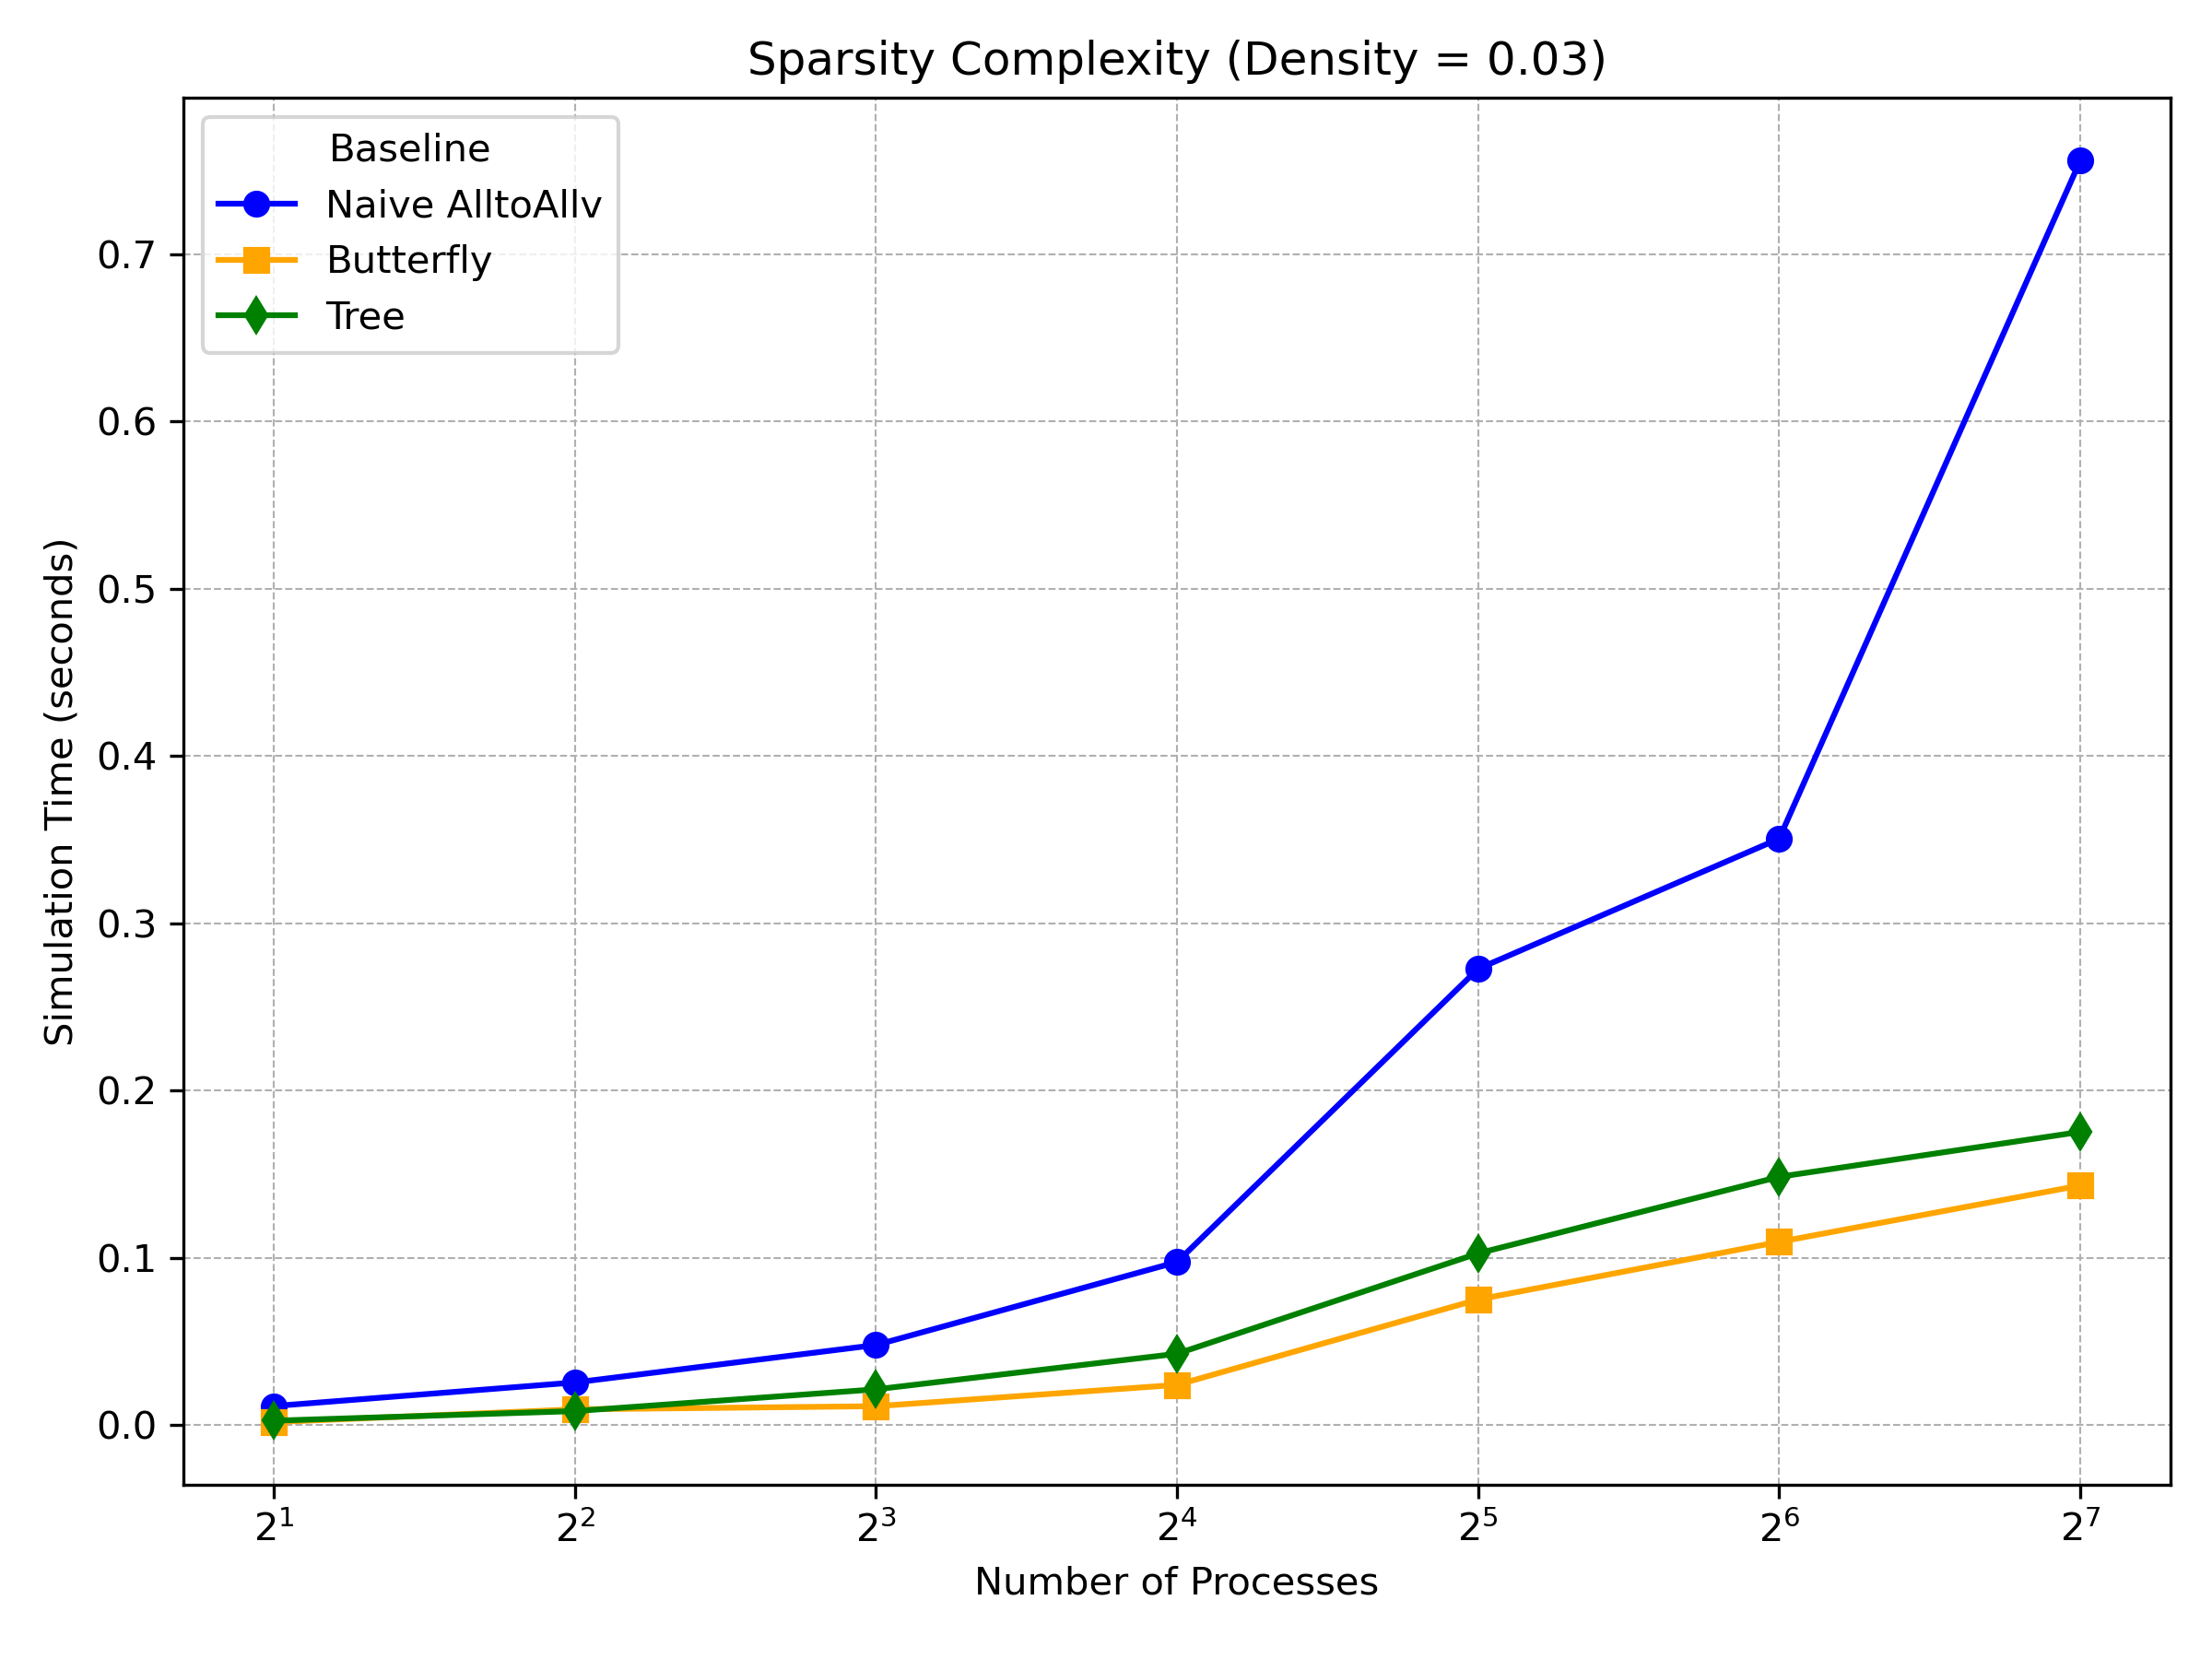 Sparsity Complexity (Density = 0.03)
Baseline
Naive AlltoAllv
Butterfly
Tree
0.7
0.6
0.5
0.4
0.3
0.2
0.1
0.0
Simulation Time (seconds)
2¹ 2² 2³ 2⁴ 2⁵ 2⁶ 2⁷
Number of Processes